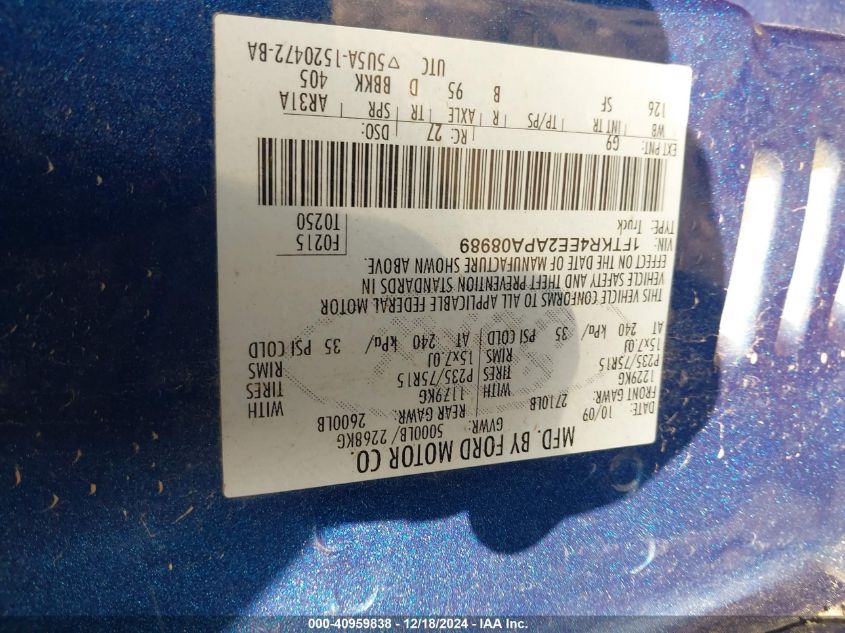 MFD. BY FORD MOTOR CO.
DATE: 10/09 GVWR: 5000LB/ 2268KG
FRONT GAWR: 2710LB REAR GAWR: 2600LB
1229KG WITH 1179KG WITH
P235/75R15 TIRES P235/75R15 TIRES
15x7.0J RIMS 15x7.0J RIMS
AT 240 kPa/ 35 PSI COLD AT 240 kPa/ 35 PSI COLD
THIS VEHICLE CONFORMS TO ALL APPLICABLE FEDERAL MOTOR
VEHICLE SAFETY AND THEFT PREVENTION STANDARDS IN
EFFECT ON THE DATE OF MANUFACTURE SHOWN ABOVE.
VIN: 1FTKR4EE2APA08989 F0215
TYPE: Truck T0250
EXT PNT: G9 RC: 27 DSO:
WB INT TR TP/PS R AXLE TR SPR AR31A
126 SF B 95 D BBKK 405
UTC ▽5U5A-1520472-BA
000-40959838 - 12/18/2024 - IAA Inc.